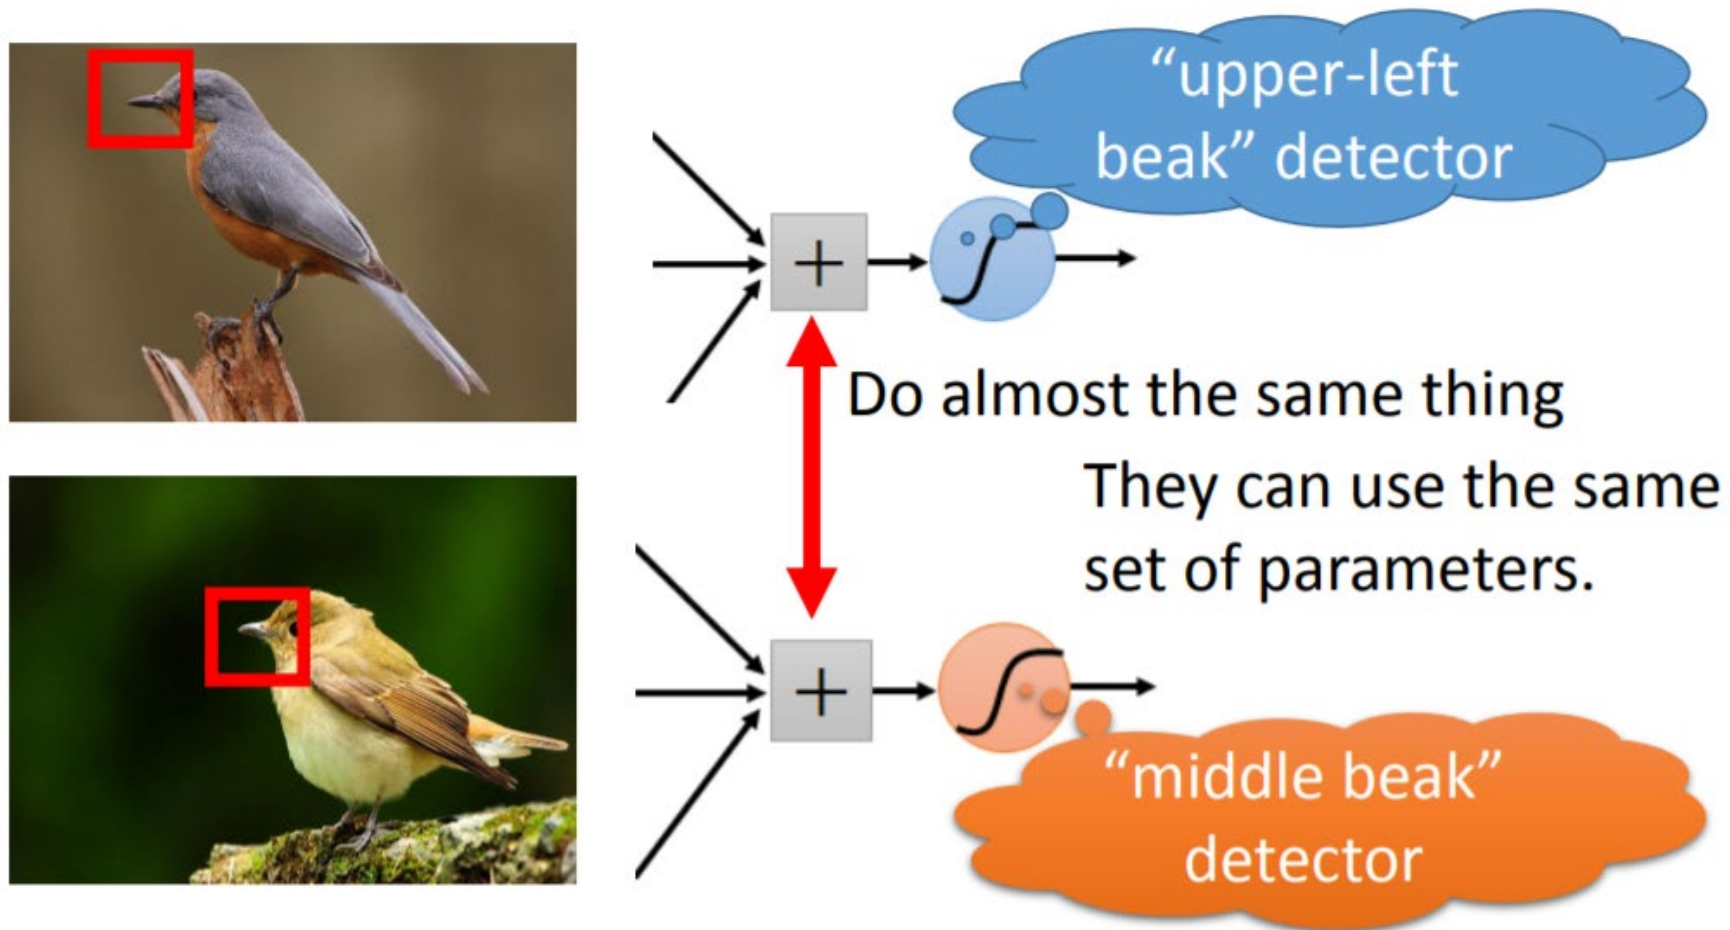 “upper-left
beak” detector
+
Do almost the same thing
They can use the same
set of parameters.
+
“middle beak”
detector